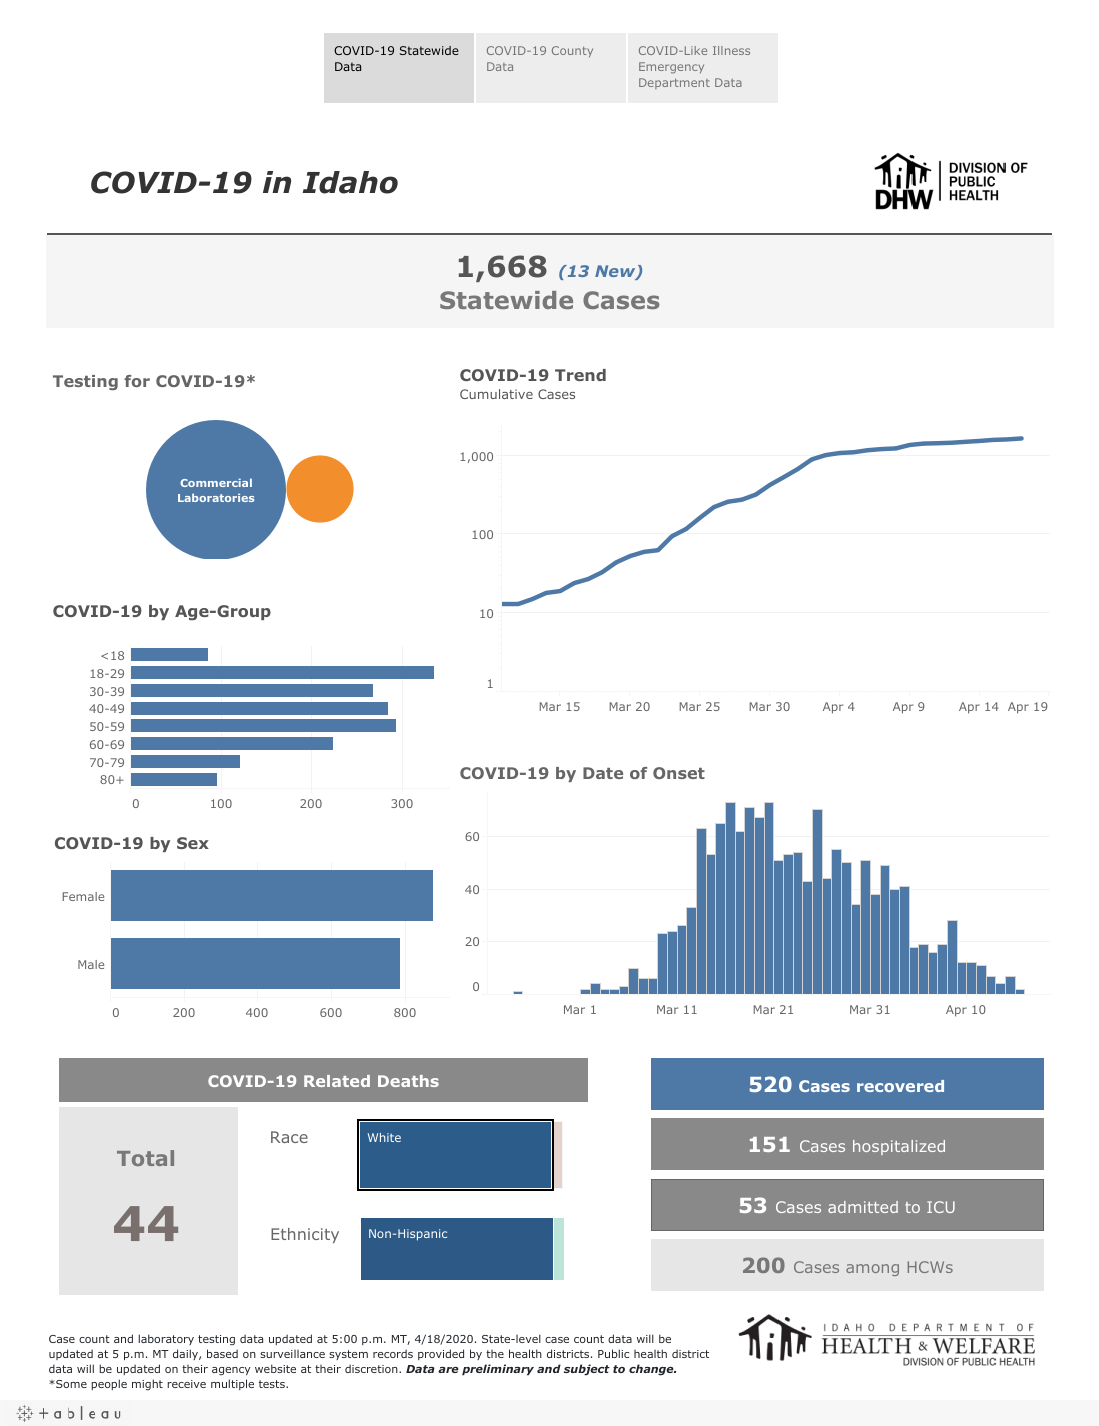 COVID-19 Statewide
Data
COVID-19 County
Data
COVID-Like Illness
Emergency
Department Data
COVID-19 in Idaho
DHW
DIVISION OF
PUBLIC
HEALTH
1,668 (13 New)
Statewide Cases
Testing for COVID-19*
Commercial
Laboratories
COVID-19 Trend
Cumulative Cases
1,000
100
10
1
Mar 15 Mar 20 Mar 25 Mar 30 Apr 4 Apr 9 Apr 14 Apr 19
COVID-19 by Age-Group
<18
18-29
30-39
40-49
50-59
60-69
70-79
80+
0 100 200 300
COVID-19 by Date of Onset
60
40
20
0
Mar 1 Mar 11 Mar 21 Mar 31 Apr 10
COVID-19 by Sex
Female
Male
0 200 400 600 800
COVID-19 Related Deaths
Total
44
Race
White
Ethnicity
Non-Hispanic
520 Cases recovered
151 Cases hospitalized
53 Cases admitted to ICU
200 Cases among HCWs
Case count and laboratory testing data updated at 5:00 p.m. MT, 4/18/2020. State-level case count data will be
updated at 5 p.m. MT daily, based on surveillance system records provided by the health districts. Public health district
data will be updated on their agency website at their discretion. Data are preliminary and subject to change.
*Some people might receive multiple tests.
IDAHO DEPARTMENT OF
HEALTH & WELFARE
DIVISION OF PUBLIC HEALTH
+ableau